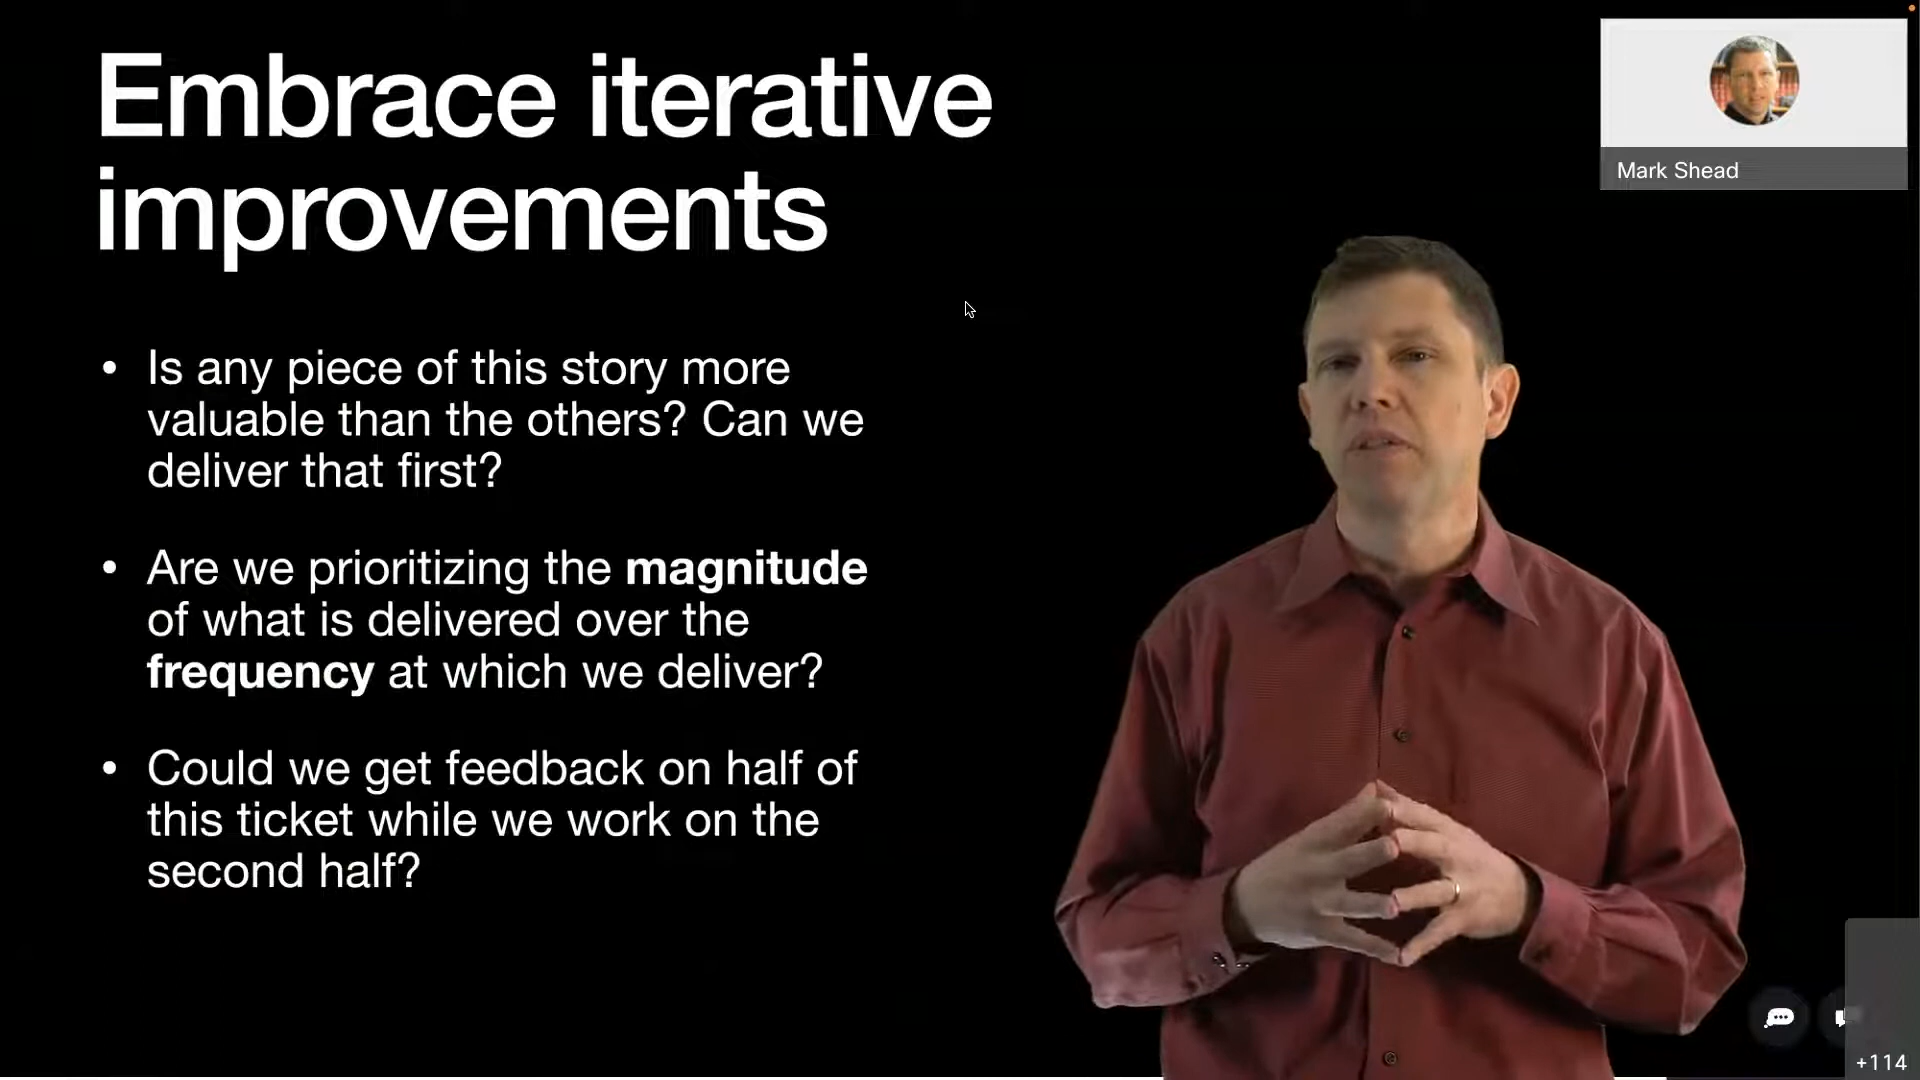 Embrace iterative
improvements
• Is any piece of this story more
valuable than the others? Can we
deliver that first?
• Are we prioritizing the magnitude
of what is delivered over the
frequency at which we deliver?
• Could we get feedback on half of
this ticket while we work on the
second half?
Mark Shead
+114